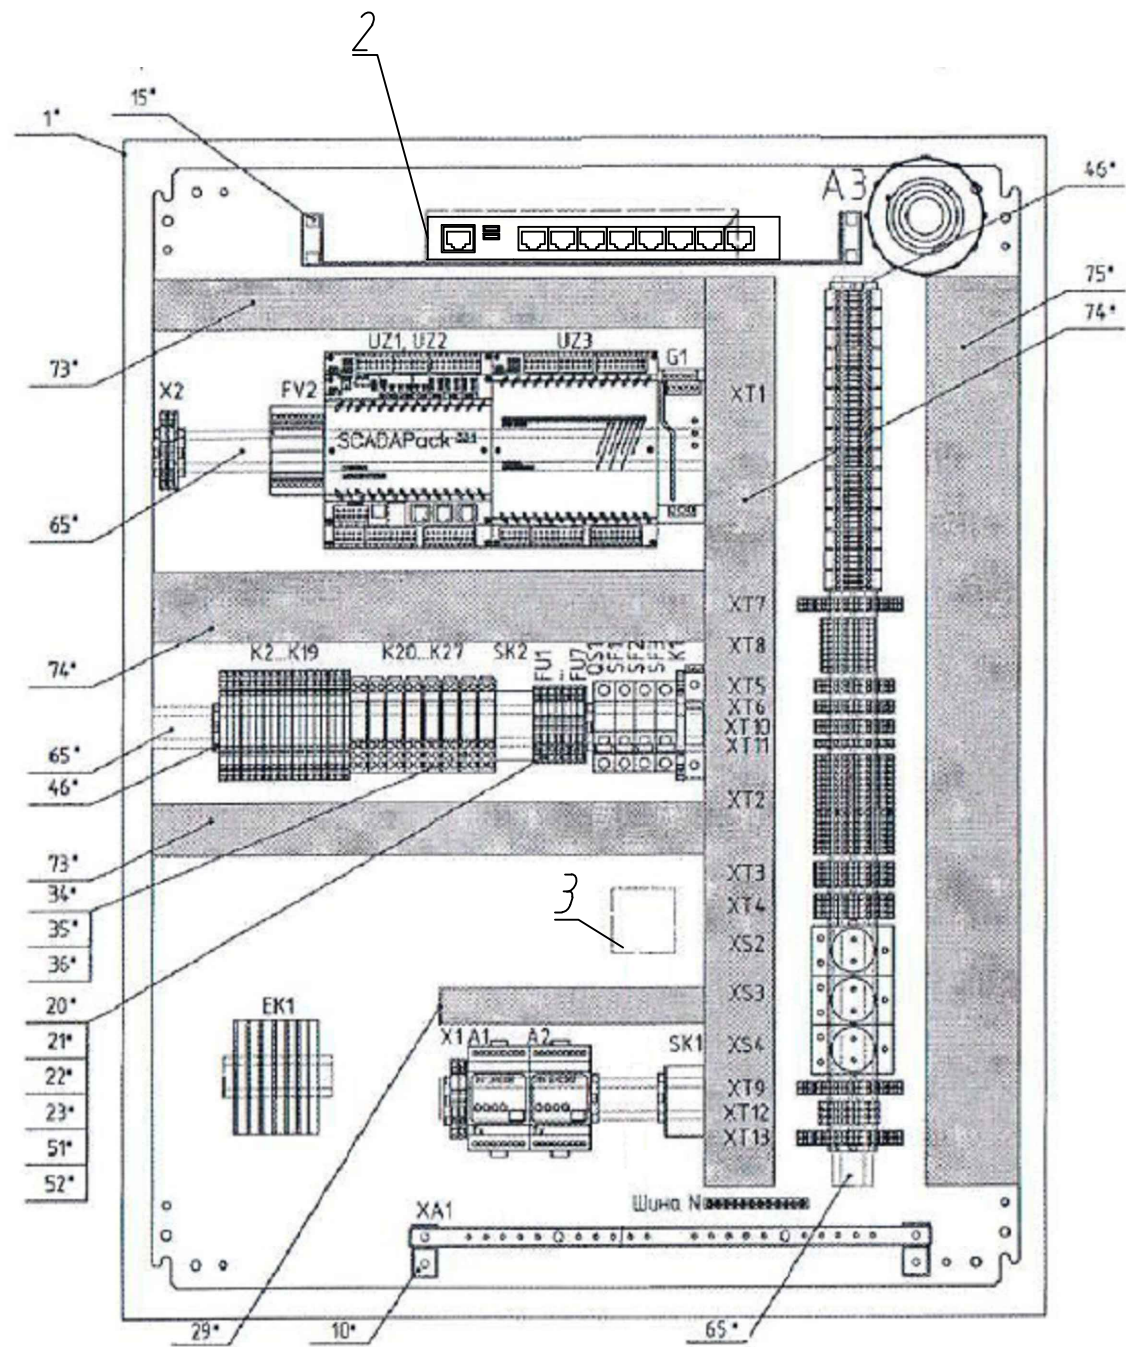 2
15*
1*
A3
46*
75*
74*
UZ1, UZ2
UZ3
G1
73*
X2
FV2
XT1
SCADAPack
65*
XT7
XT8
K2...K19
K20...K27
SK2
FU1
...
FU7
QS1
SF1
SF2
SF3
K1
74*
XT5
XT6
XT10
XT11
65*
46*
XT2
73*
34*
XT3
3
XT4
35*
36*
XS2
20*
EK1
XS3
21*
X1
A1
A2
SK1
XS4
22*
XT9
23*
XT12
51*
XT13
52*
Шина N
XA1
29*
10*
65*